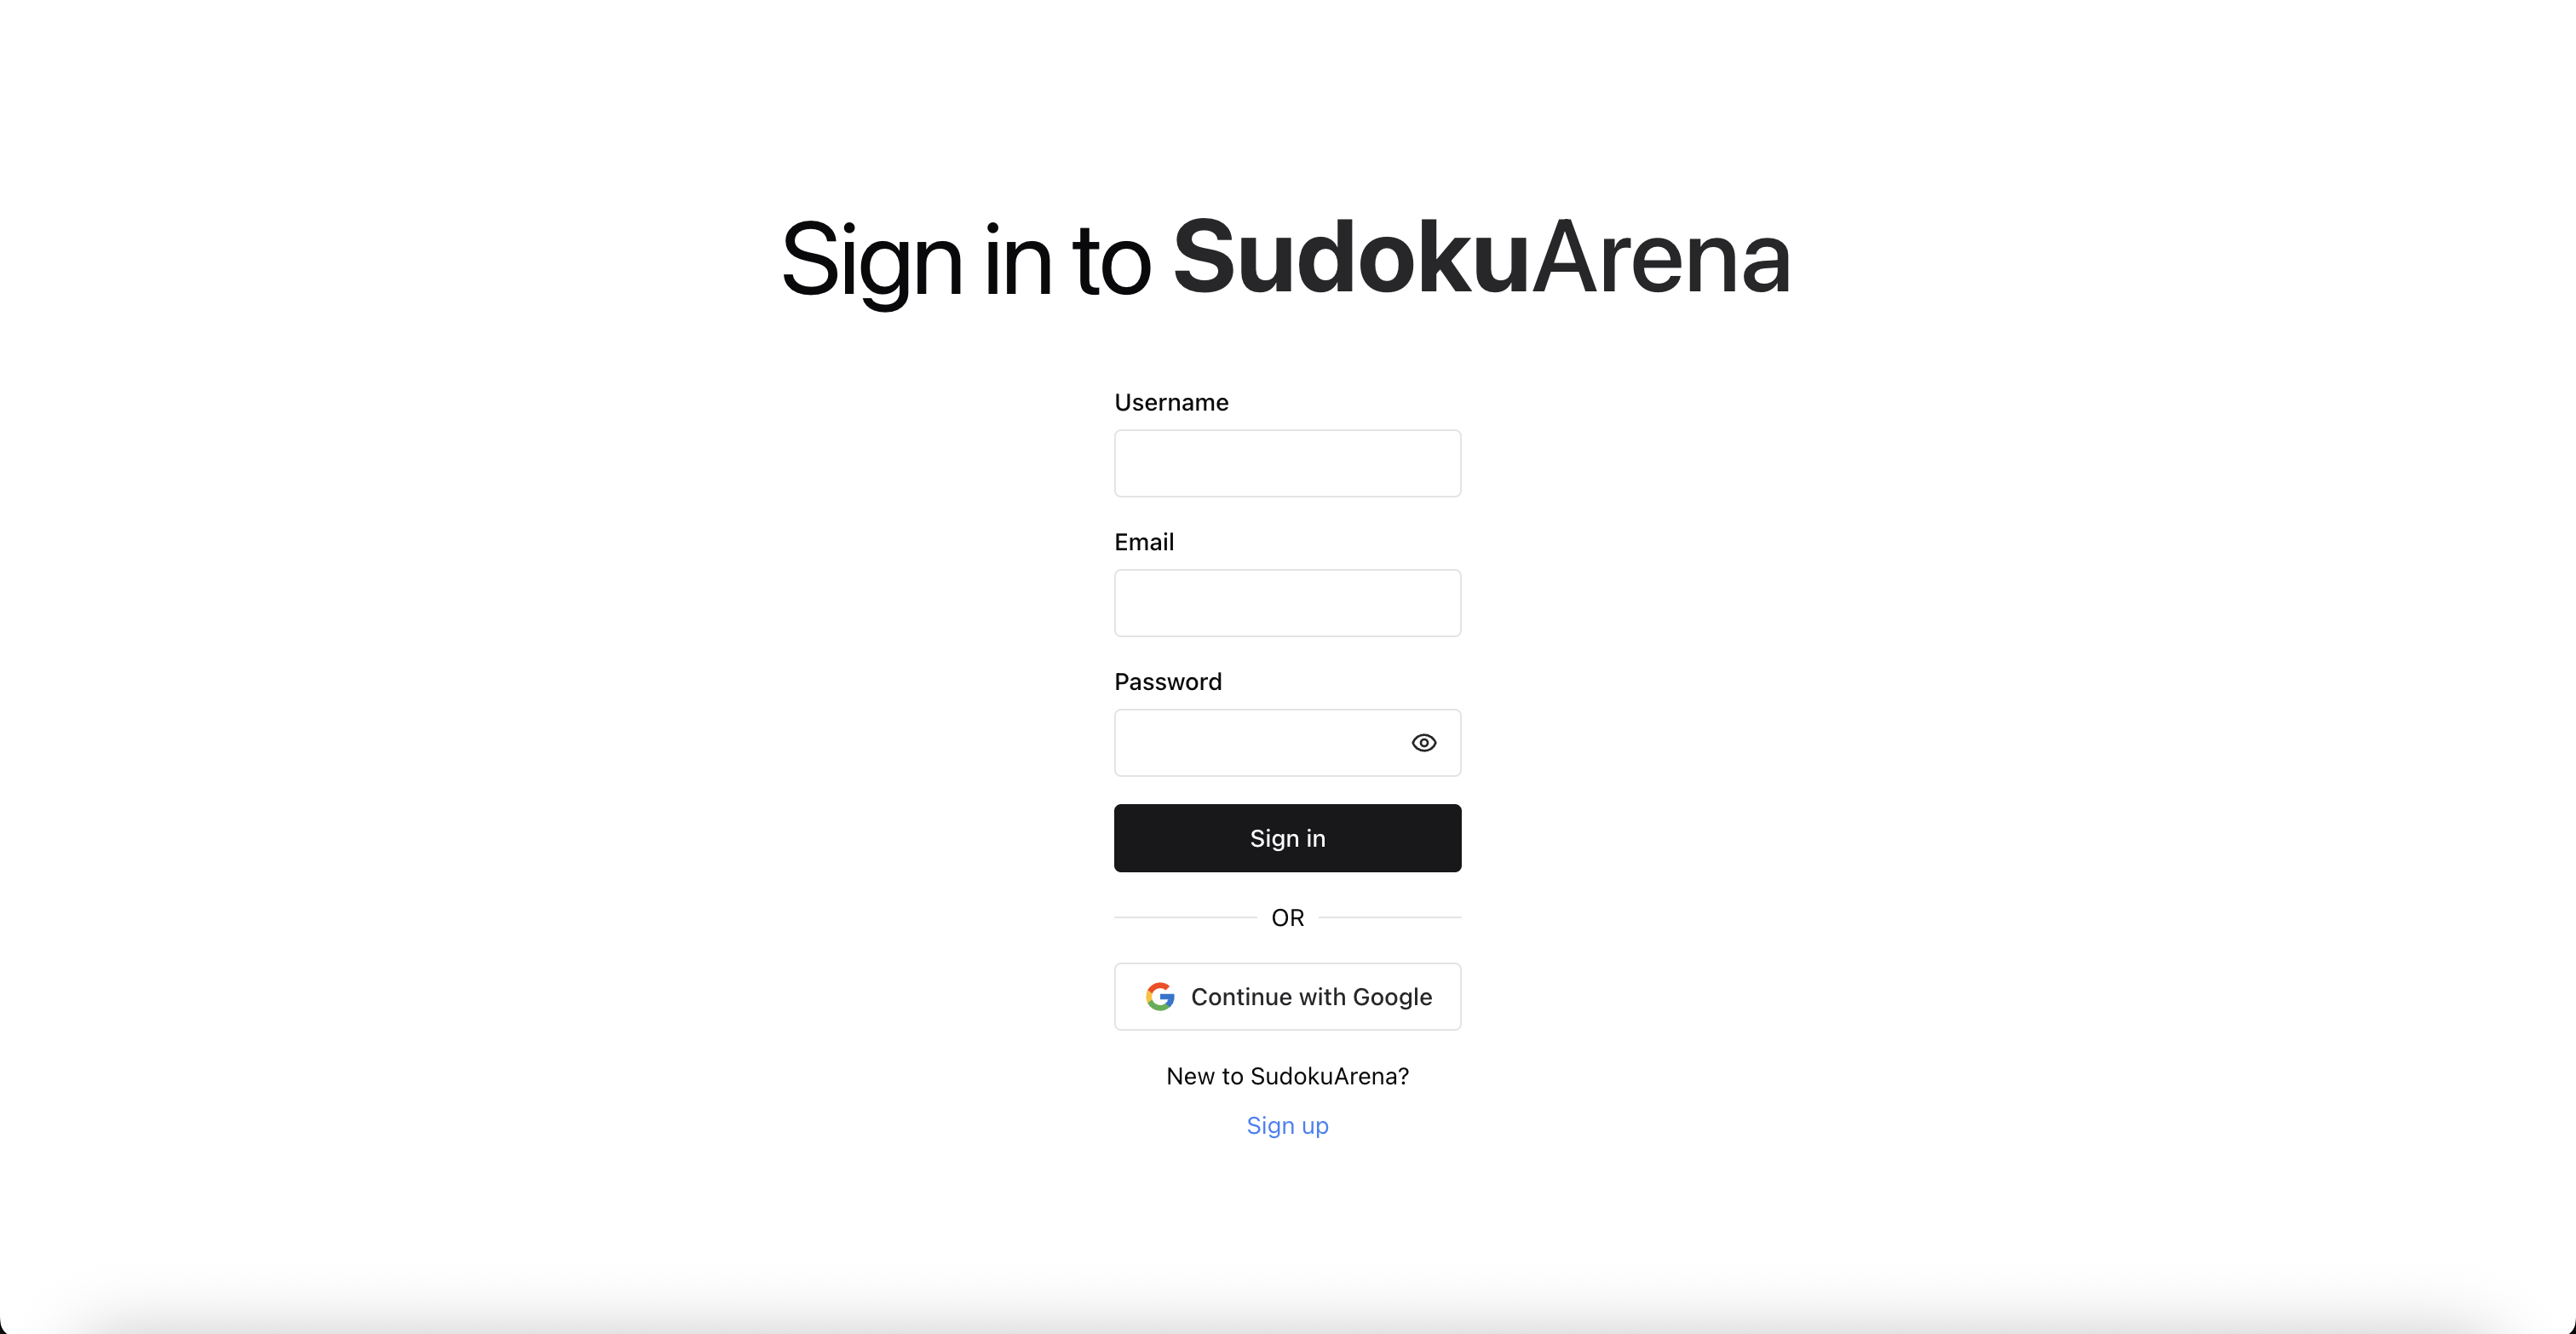 Sign in to SudokuArena
Username
Email
Password
Sign in
OR
Continue with Google
New to SudokuArena?
Sign up